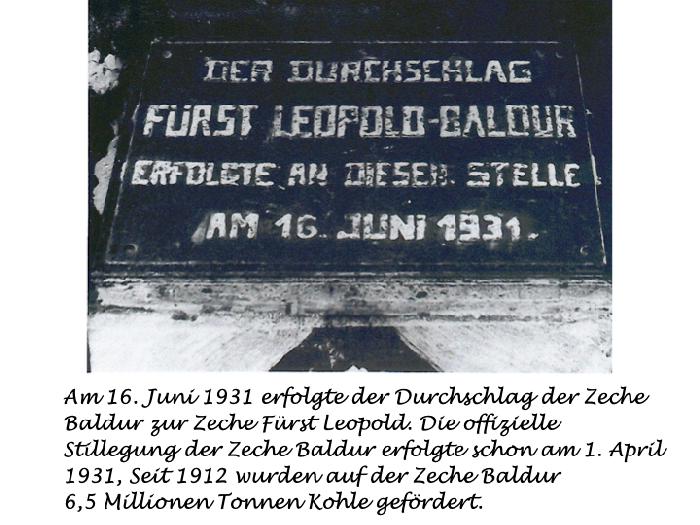 DER DURCHSCHLAG
FÜRST LEOPOLD-BALDUR
ERFOLGTE AN DIESER STELLE
AM 16. JUNI 1931.
Am 16. Juni 1931 erfolgte der Durchschlag der Zeche
Baldur zur Zeche Fürst Leopold. Die offizielle
Stillegung der Zeche Baldur erfolgte schon am 1. April
1931, Seit 1912 wurden auf der Zeche Baldur
6,5 Millionen Tonnen Kohle gefördert.